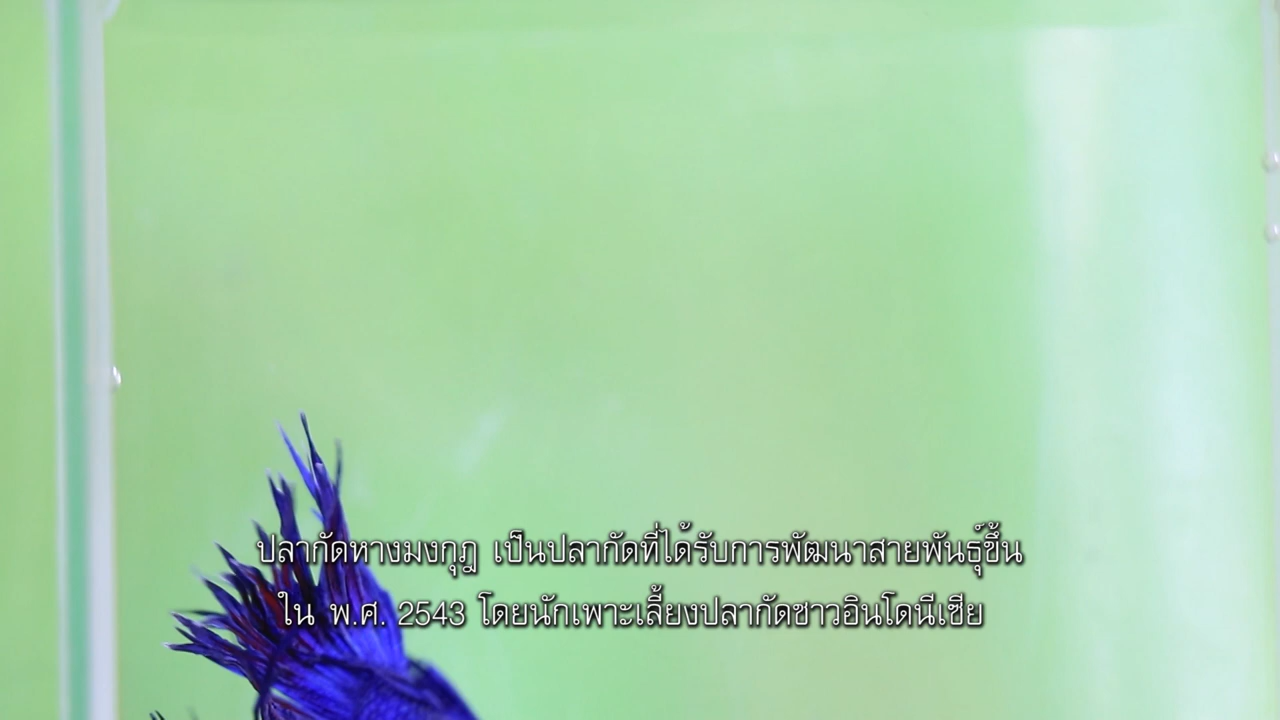 ปลากัดหางมงกุฎ เป็นปลากัดที่ได้รับการพัฒนาสายพันธุ์ขึ้น
ใน พ.ศ. 2543 โดยนักเพาะเลี้ยงปลากัดชาวอินโดนีเซีย